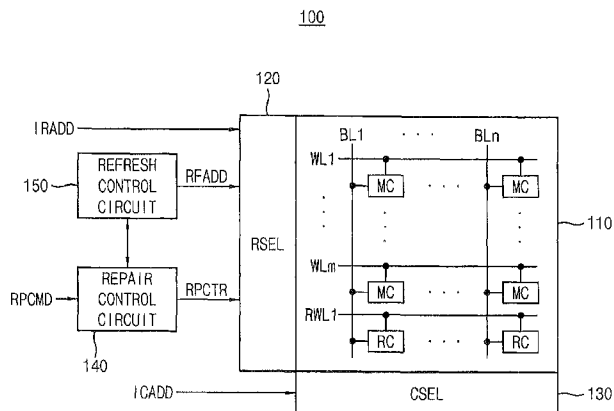 100
120
IRADD
BL1 . . . BLn
WL1
150
REFRESH
CONTROL
CIRCUIT
RFADD
MC . . . MC
RSEL
110
WLm
MC . . . MC
RPCMD
REPAIR
CONTROL
CIRCUIT
RPCTR
RWL1
RC . . . RC
140
ICADD
CSEL
130